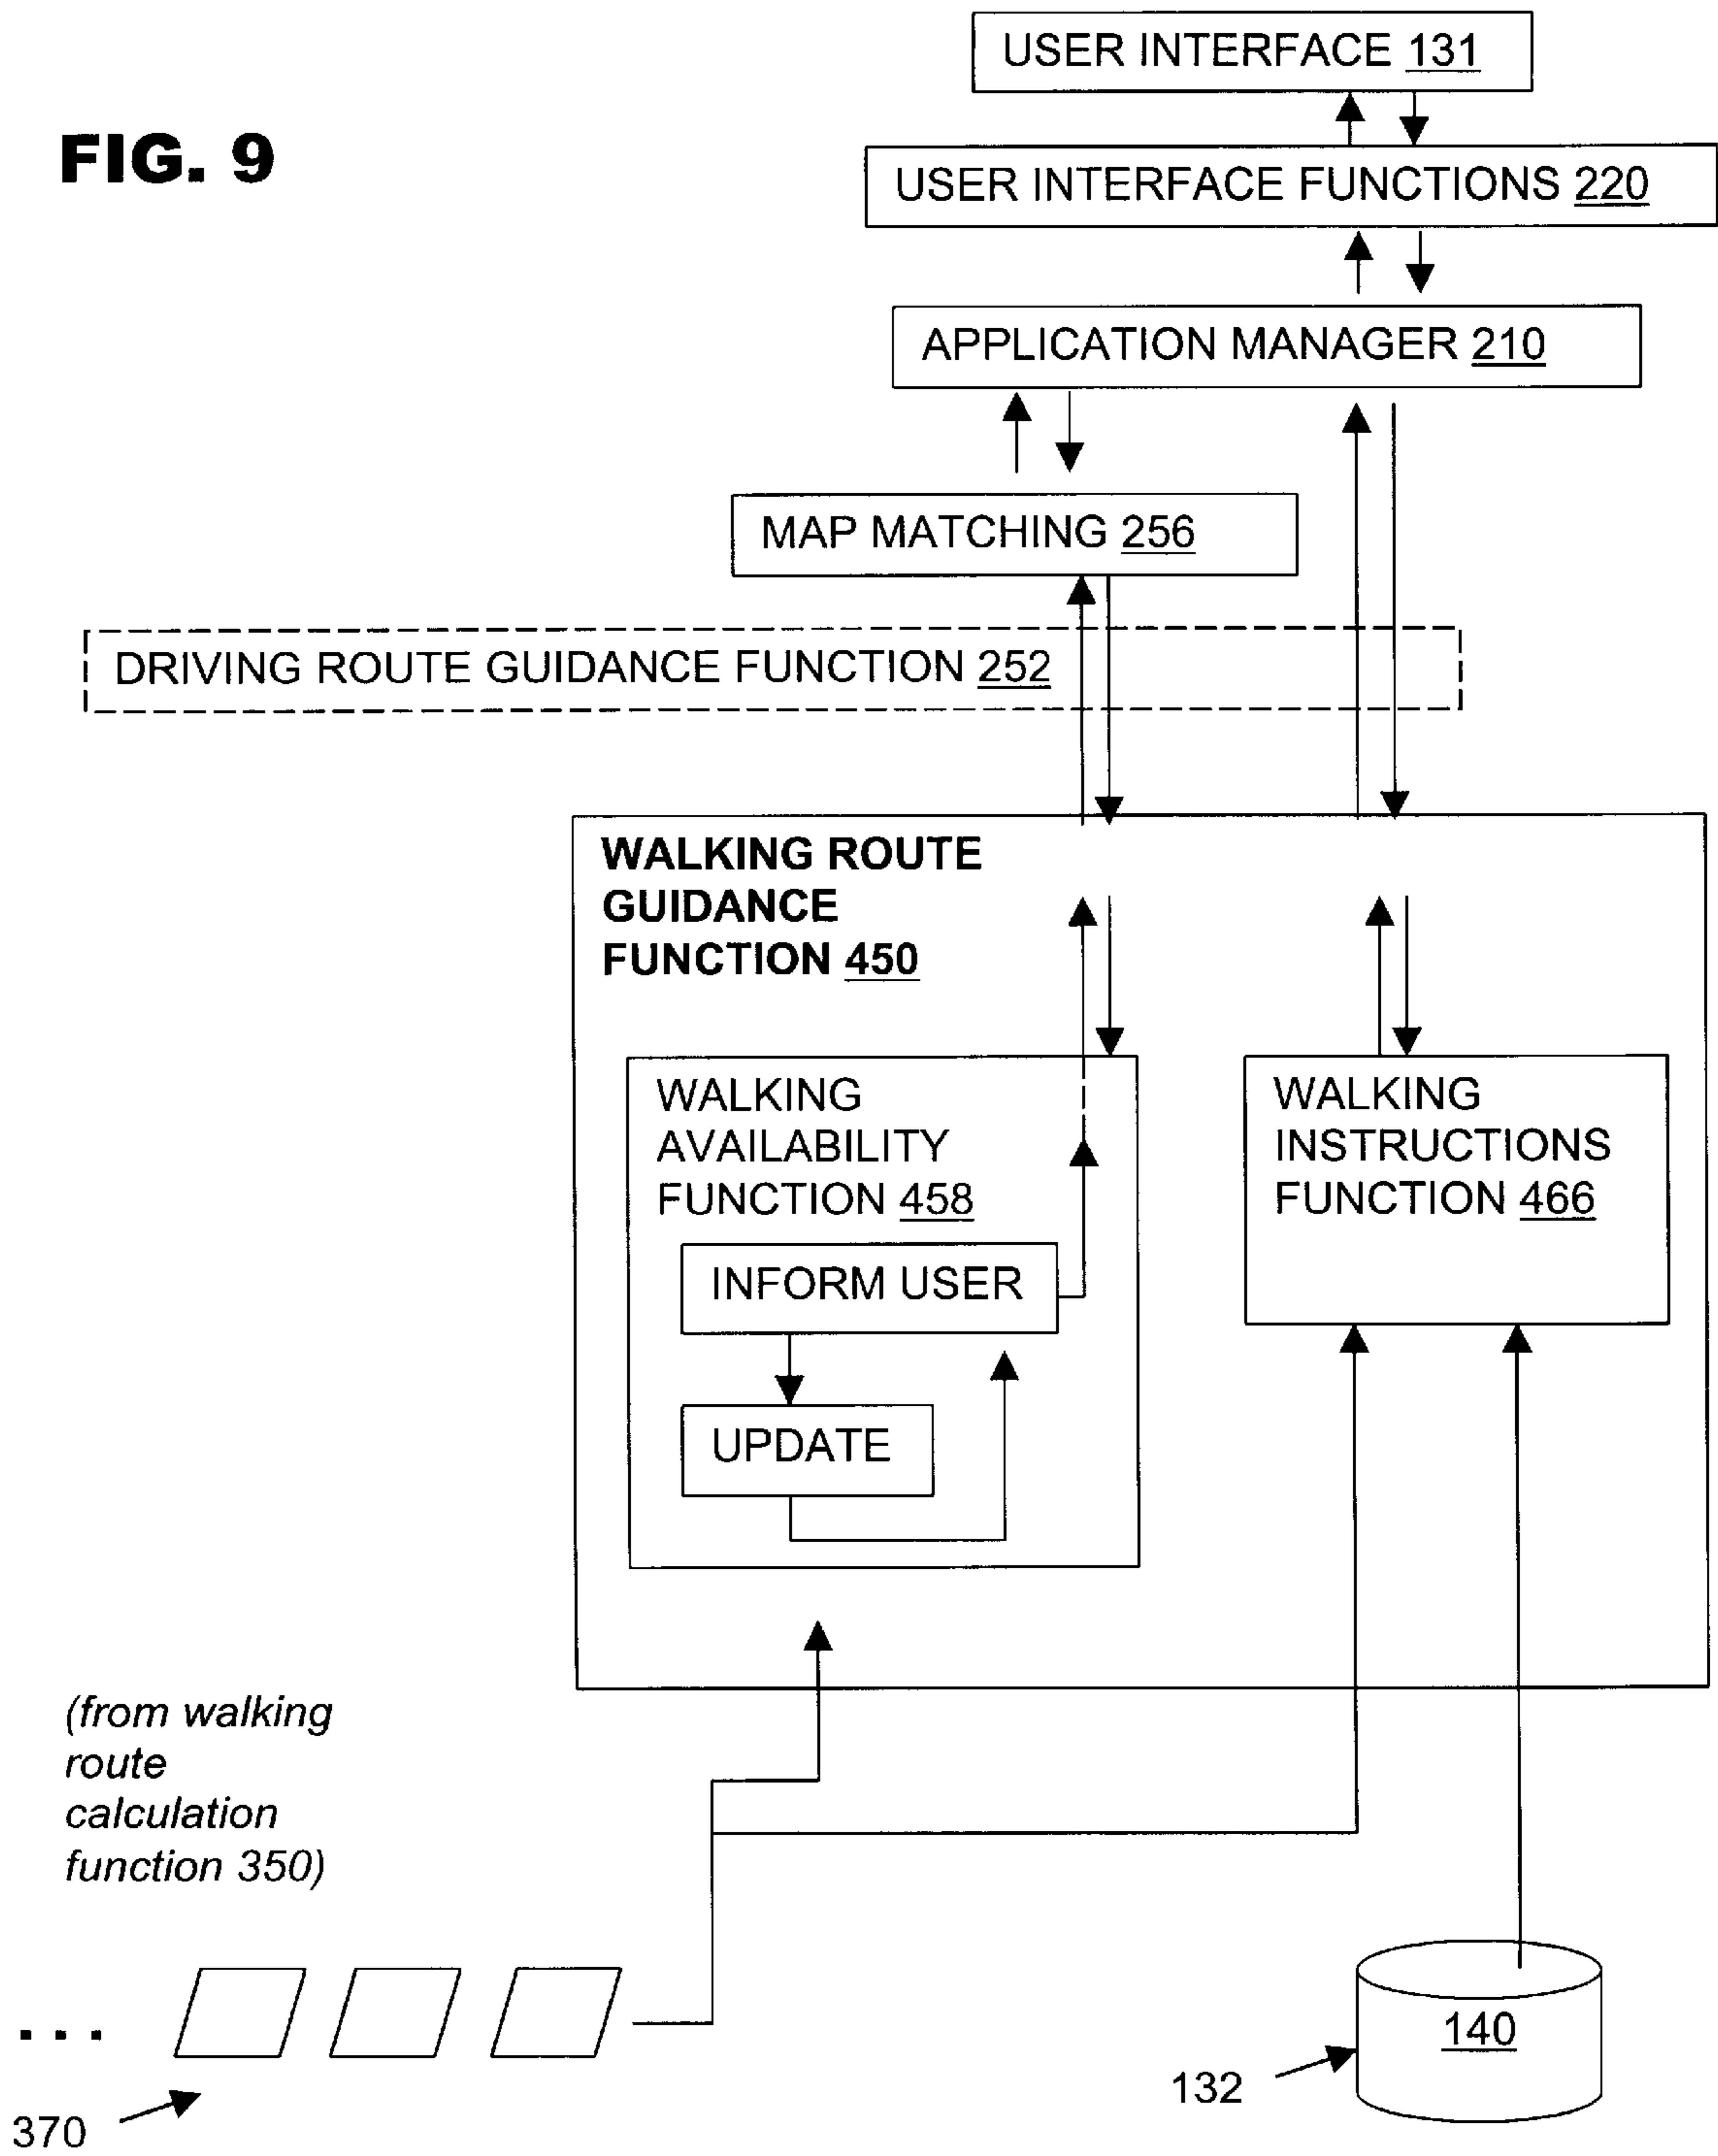 USER INTERFACE 131
FIG. 9
USER INTERFACE FUNCTIONS 220
APPLICATION MANAGER 210
MAP MATCHING 256
DRIVING ROUTE GUIDANCE FUNCTION 252
WALKING ROUTE
GUIDANCE
FUNCTION 450
WALKING
AVAILABILITY
FUNCTION 458
INFORM USER
UPDATE
WALKING
INSTRUCTIONS
FUNCTION 466
(from walking
route
calculation
function 350)
. . .
370
140
132